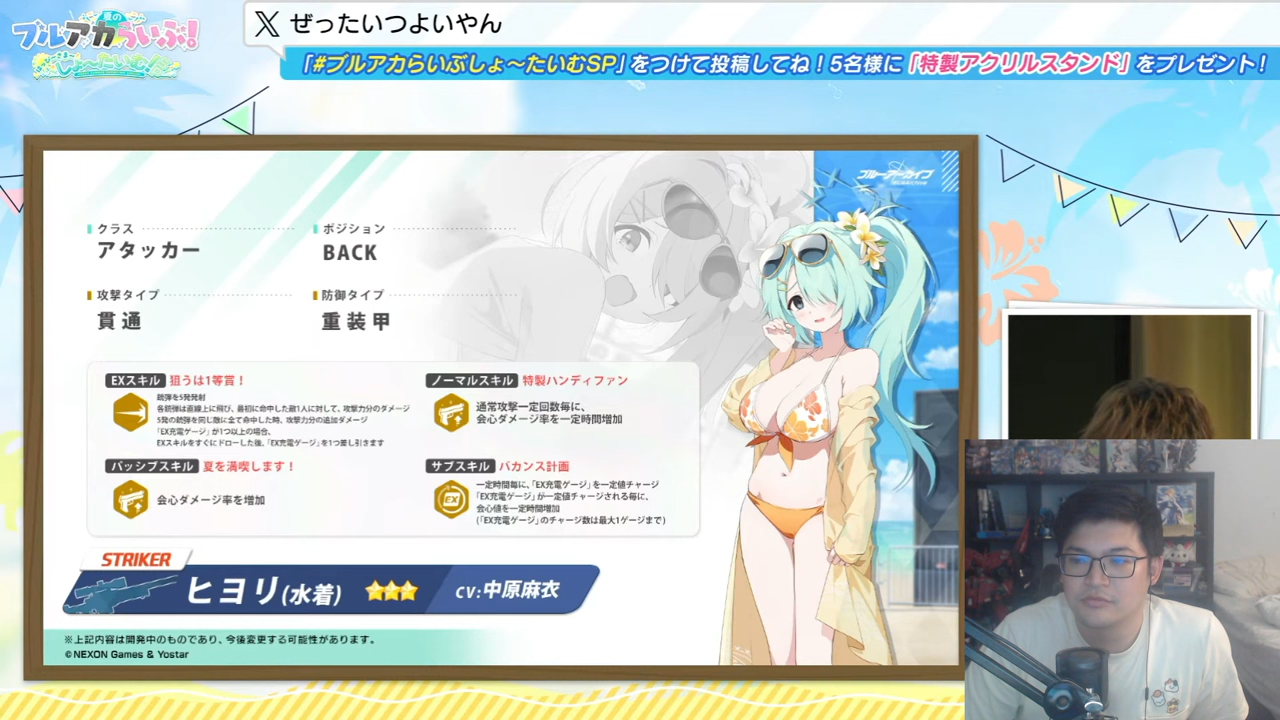 夏の
ブルアカらいぶ!
しょ〜たいむSP
X ぜったいつよいやん
「#ブルアカらいぶしょ〜たいむSP」をつけて投稿してね！5名様に「特製アクリルスタンド」をプレゼント！
ブルーアーカイブ
クラス
アタッカー
ポジション
BACK
攻撃タイプ
貫通
防御タイプ
重装甲
EXスキル 狙うは1等賞！
銃弾を5発発射
各銃弾は直線上に飛び、最初に命中した敵1人に対して、攻撃力分のダメージ
5発の銃弾を同じ敵に全て命中した時、攻撃力分の追加ダメージ
「EX充電ゲージ」が1つ以上の場合、
EXスキルをすぐにドローした後、「EX充電ゲージ」を1つ差し引きます
ノーマルスキル 特製ハンディファン
通常攻撃一定回数毎に、
会心ダメージ率を一定時間増加
パッシブスキル 夏を満喫します！
会心ダメージ率を増加
サブスキル バカンス計画
EX
一定時間毎に、「EX充電ゲージ」を一定値チャージ
「EX充電ゲージ」が一定値チャージされる毎に、
会心値を一定時間増加
(「EX充電ゲージ」のチャージ数は最大1ゲージまで)
STRIKER
ヒヨリ(水着) ★★★ CV:中原麻衣
※上記内容は開発中のものであり、今後変更する可能性があります。
©NEXON Games & Yostar